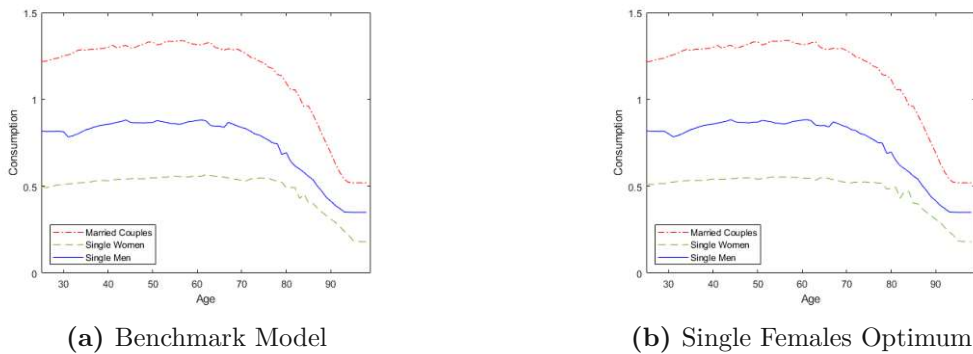 1.5
1
0.5
0
Consumption
Married Couples
Single Women
Single Men
30 40 50 60 70 80 90
Age
(a) Benchmark Model
1.5
1
0.5
0
Consumption
Married Couples
Single Women
Single Men
30 40 50 60 70 80 90
Age
(b) Single Females Optimum